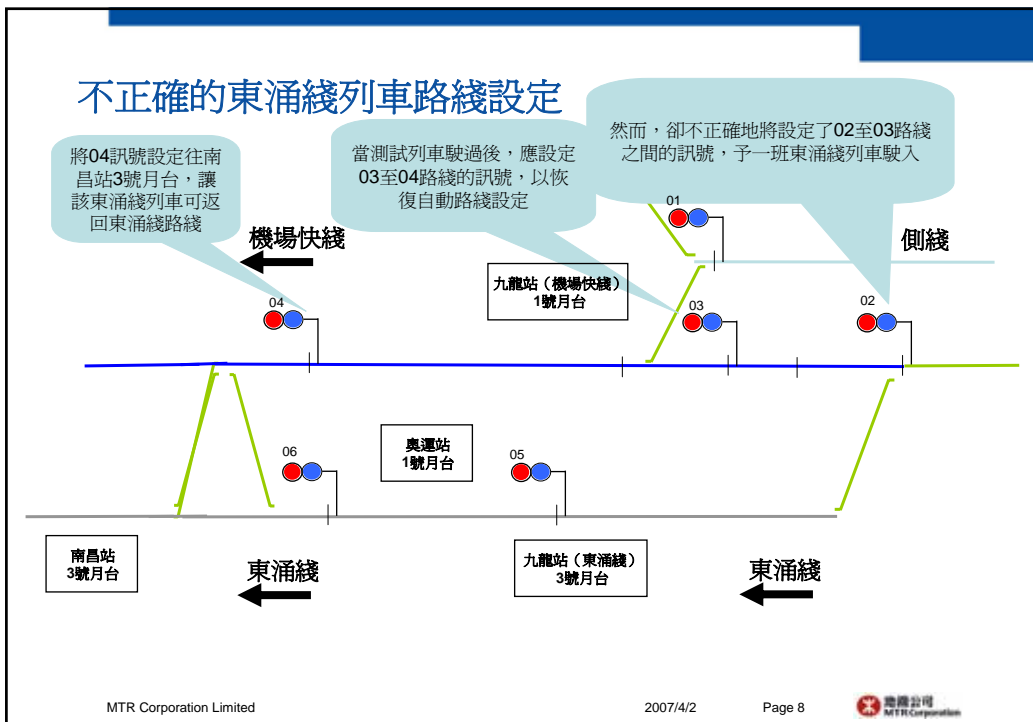 不正確的東涌綫列車路綫設定
將04訊號設定往南
昌站3號月台，讓
該東涌綫列車可返
回東涌綫路綫
當測試列車駛過後，應設定
03至04路綫的訊號，以恢
復自動路綫設定
然而，卻不正確地將設定了02至03路綫
之間的訊號，予一班東涌綫列車駛入
01
機場快綫
側綫
九龍站（機場快綫）
1號月台
04
03
02
奧運站
1號月台
06
05
南昌站
3號月台
東涌綫
九龍站（東涌綫）
3號月台
東涌綫
MTR Corporation Limited
2007/4/2
Page 8
地鐵公司
MTR Corporation